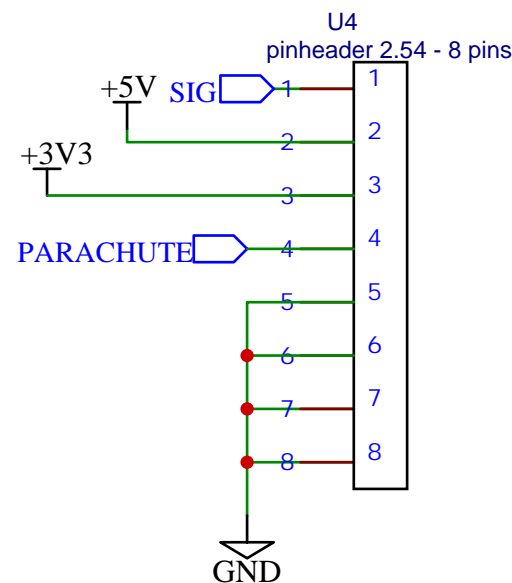 U4
pinheader 2.54 - 8 pins
SIG 1 1
+5V
2 2
+3V3
3 3
PARACHUTE 4 4
5 5
6 6
7 7
8 8
GND